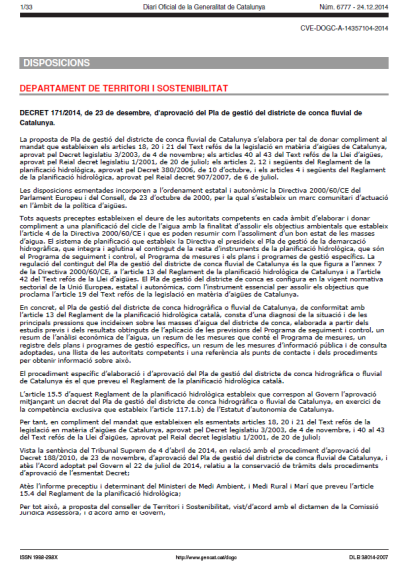 1/33 Diari Oficial de la Generalitat de Catalunya Núm. 6777 - 24.12.2014
CVE-DOGC-A-14357104-2014
DISPOSICIONS
DEPARTAMENT DE TERRITORI I SOSTENIBILITAT
DECRET 171/2014, de 23 de desembre, d'aprovació del Pla de gestió del districte de conca fluvial de
Catalunya.
La proposta de Pla de gestió del districte de conca fluvial de Catalunya s'elabora per tal de donar compliment al
mandat que estableixen els articles 18, 20 i 21 del Text refós de la legislació en matèria d'aigües de Catalunya,
aprovat pel Decret legislatiu 3/2003, de 4 de novembre; els articles 40 al 43 del Text refós de la Llei d'aigües,
aprovat pel Reial decret legislatiu 1/2001, de 20 de juliol; els articles 2, 12 i següents del Reglament de la
planificació hidrològica, aprovat pel Decret 380/2006, de 10 d'octubre, i els articles 4 i següents del Reglament
de la planificació hidrològica, aprovat pel Reial decret 907/2007, de 6 de juliol.
Les disposicions esmentades incorporen a l'ordenament estatal i autonòmic la Directiva 2000/60/CE del
Parlament Europeu i del Consell, de 23 d'octubre de 2000, per la qual s'estableix un marc comunitari d'actuació
en l'àmbit de la política d'aigües.
Tots aquests preceptes estableixen el deure de les autoritats competents en cada àmbit d'elaborar i donar
compliment a una planificació del cicle de l'aigua amb la finalitat d'assolir els objectius ambientals que estableix
l'article 4 de la Directiva 2000/60/CE i que es poden resumir com l'assoliment d'un bon estat de les masses
d'aigua. El sistema de planificació que estableix la Directiva el presideix el Pla de gestió de la demarcació
hidrogràfica, que integra i aglutina el contingut de la resta d'instruments de la planificació hidrològica, que són
el Programa de seguiment i control, el Programa de mesures i els plans i programes de gestió específics. La
regulació del contingut del Pla de gestió del districte de conca fluvial de Catalunya és la que figura a l'annex 7
de la Directiva 2000/60/CE, a l'article 13 del Reglament de la planificació hidrològica de Catalunya i a l'article
42 del Text refós de la Llei d'aigües. El Pla de gestió del districte de conca es configura en la vigent normativa
sectorial de la Unió Europea, estatal i autonòmica, com l'instrument essencial per assolir els objectius que
proclama l'article 19 del Text refós de la legislació en matèria d'aigües de Catalunya.
En concret, el Pla de gestió del districte de conca hidrogràfica o fluvial de Catalunya, de conformitat amb
l'article 13 del Reglament de la planificació hidrològica català, consta d'una diagnosi de la situació i de les
principals pressions que incideixen sobre les masses d'aigua del districte de conca, elaborada a partir dels
estudis previs i dels resultats obtinguts de l'aplicació de les previsions del Programa de seguiment i control, un
resum de l'anàlisi econòmica de l'aigua, un resum de les mesures que conté el Programa de mesures, un
registre dels plans i programes de gestió específics, un resum de les mesures d'informació pública i de consulta
adoptades, una llista de les autoritats competents i una referència als punts de contacte i dels procediments
per obtenir informació sobre això.
El procediment específic d'elaboració i d'aprovació del Pla de gestió del districte de conca hidrogràfica o fluvial
de Catalunya és el que preveu el Reglament de la planificació hidrològica català.
L'article 15.5 d'aquest Reglament de la planificació hidrològica estableix que correspon al Govern l'aprovació
mitjançant un decret del Pla de gestió del districte de conca hidrogràfica o fluvial de Catalunya, en exercici de
la competència exclusiva que estableix l'article 117.1.b) de l'Estatut d'autonomia de Catalunya.
Per tant, en compliment del mandat que estableixen els esmentats articles 18, 20 i 21 del Text refós de la
legislació en matèria d'aigües de Catalunya, aprovat pel Decret legislatiu 3/2003, de 4 de novembre, i 40 al 43
del Text refós de la Llei d'aigües, aprovat pel Reial decret legislatiu 1/2001, de 20 de juliol;
Vista la sentència del Tribunal Suprem de 4 d'abril de 2014, en relació amb el procediment d'aprovació del
Decret 188/2010, de 23 de novembre, d'aprovació del Pla de gestió del districte de conca fluvial de Catalunya, i
atès l'Acord adoptat pel Govern el 22 de juliol de 2014, relatiu a la conservació de tràmits dels procediments
d'aprovació de l'esmentat Decret;
Atès l'informe preceptiu i determinant del Ministeri de Medi Ambient, i Medi Rural i Marí que preveu l'article
15.4 del Reglament de la planificació hidrològica;
Per tot això, a proposta del conseller de Territori i Sostenibilitat, vist/d'acord amb el dictamen de la Comissió
Jurídica Assessora, i d'acord amb el Govern,
ISSN 1988-298X http://www.gencat.cat/dogc DL B 38014-2007